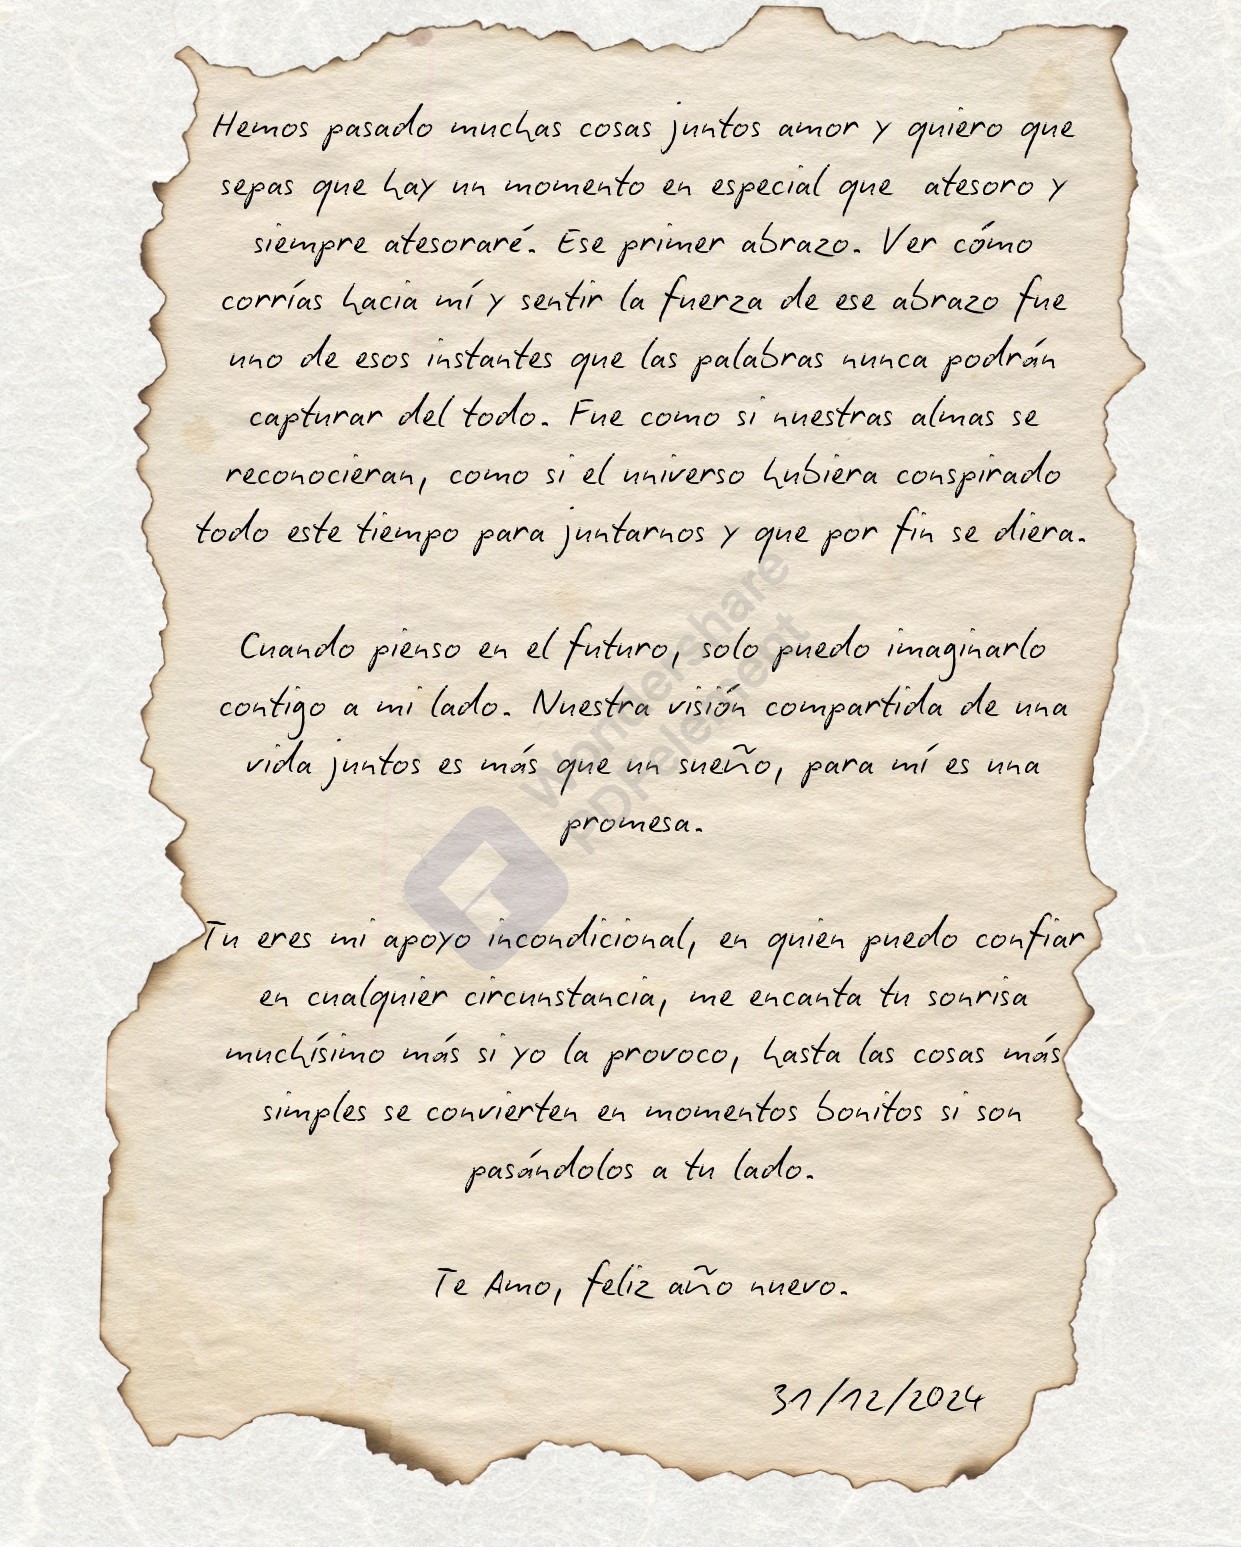 Hemos pasado muchas cosas juntos amor y quiero que
sepas que hay un momento en especial que atesoro y
siempre atesoraré. Ese primer abrazo. Ver cómo
corrías hacia mí y sentir la fuerza de ese abrazo fue
uno de esos instantes que las palabras nunca podrán
capturar del todo. Fue como si nuestras almas se
reconocieran, como si el universo hubiera conspirado
todo este tiempo para juntarnos y que por fin se diera.
Cuando pienso en el futuro, solo puedo imaginarlo
contigo a mi lado. Nuestra visión compartida de una
vida juntos es más que un sueño, para mí es una
promesa.
Tu eres mi apoyo incondicional, en quien puedo confiar
en cualquier circunstancia, me encanta tu sonrisa
muchísimo más si yo la provoco, hasta las cosas más
simples se convierten en momentos bonitos si son
pasándolos a tu lado.
Te Amo, feliz año nuevo.
31/12/2024
Wondershare
PDFelement